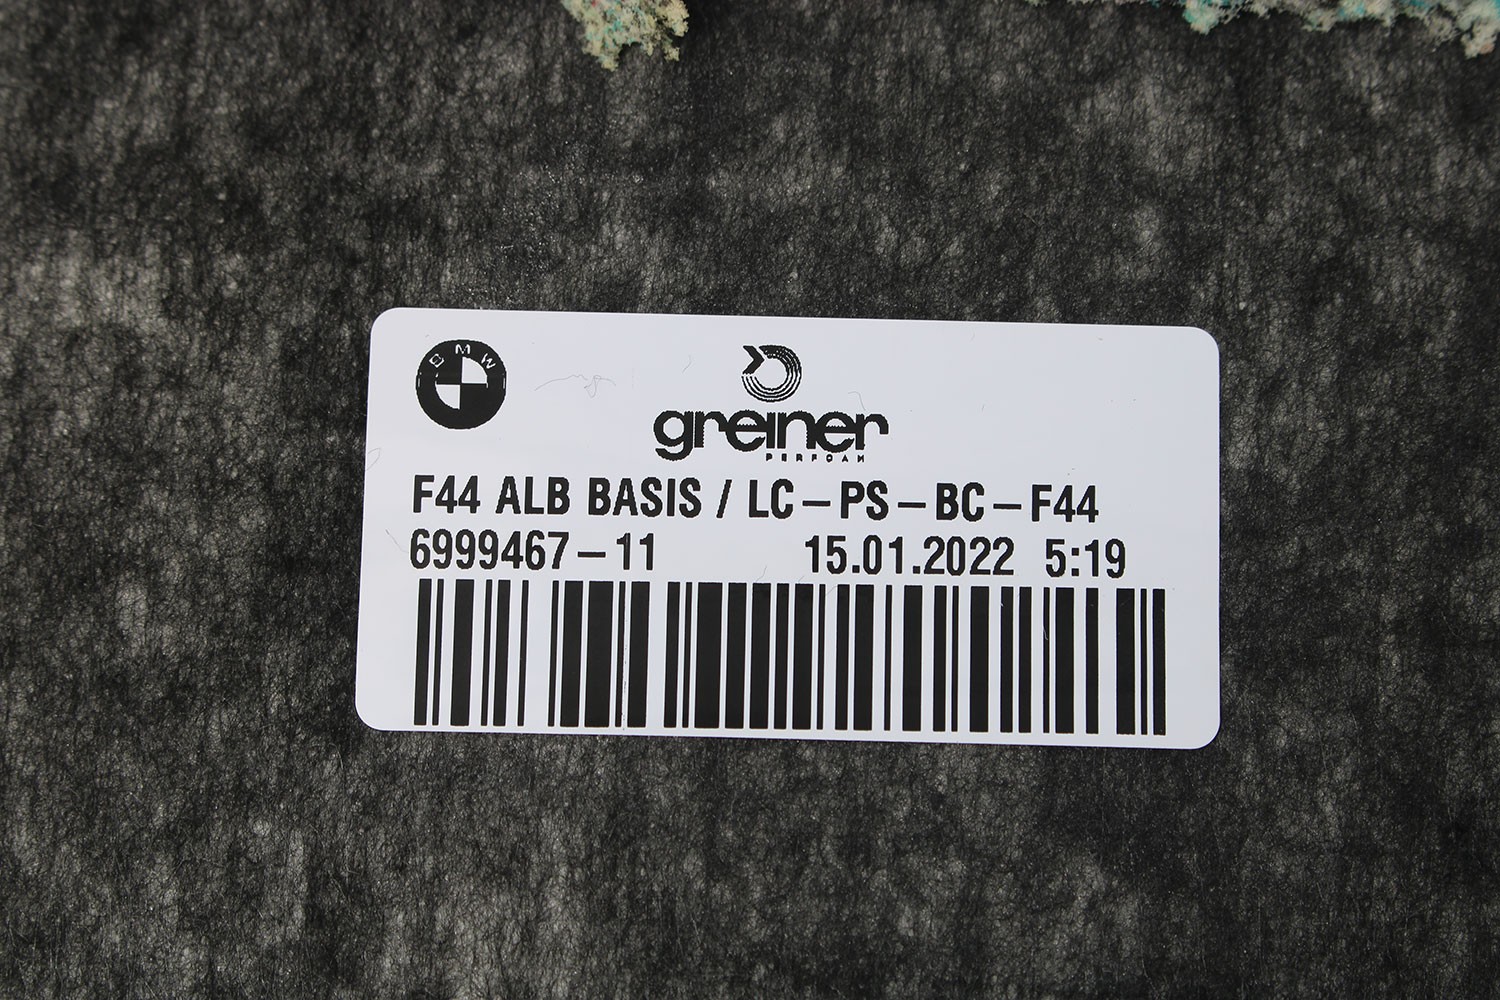 BMW
greiner
PERFOAM
F44 ALB BASIS / LC-PS-BC-F44
6999467-11 15.01.2022 5:19